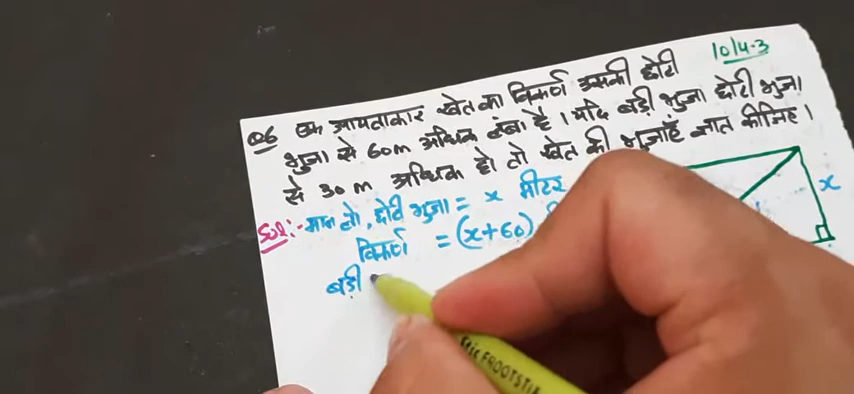 10/4.3
Q6 एक आयताकार खेत का विकर्ण उसकी छोटी
भुजा से 60m अधिक लंबा है। यदि बड़ी भुजा छोटी भुजा
से 30 m अधिक हो तो खेत की भुजाएँ ज्ञात कीजिए।
Sol:- मान लो, छोटी भुजा = x मीटर
x
विकर्ण = (x+60)
बड़ी
FROOTSTIK